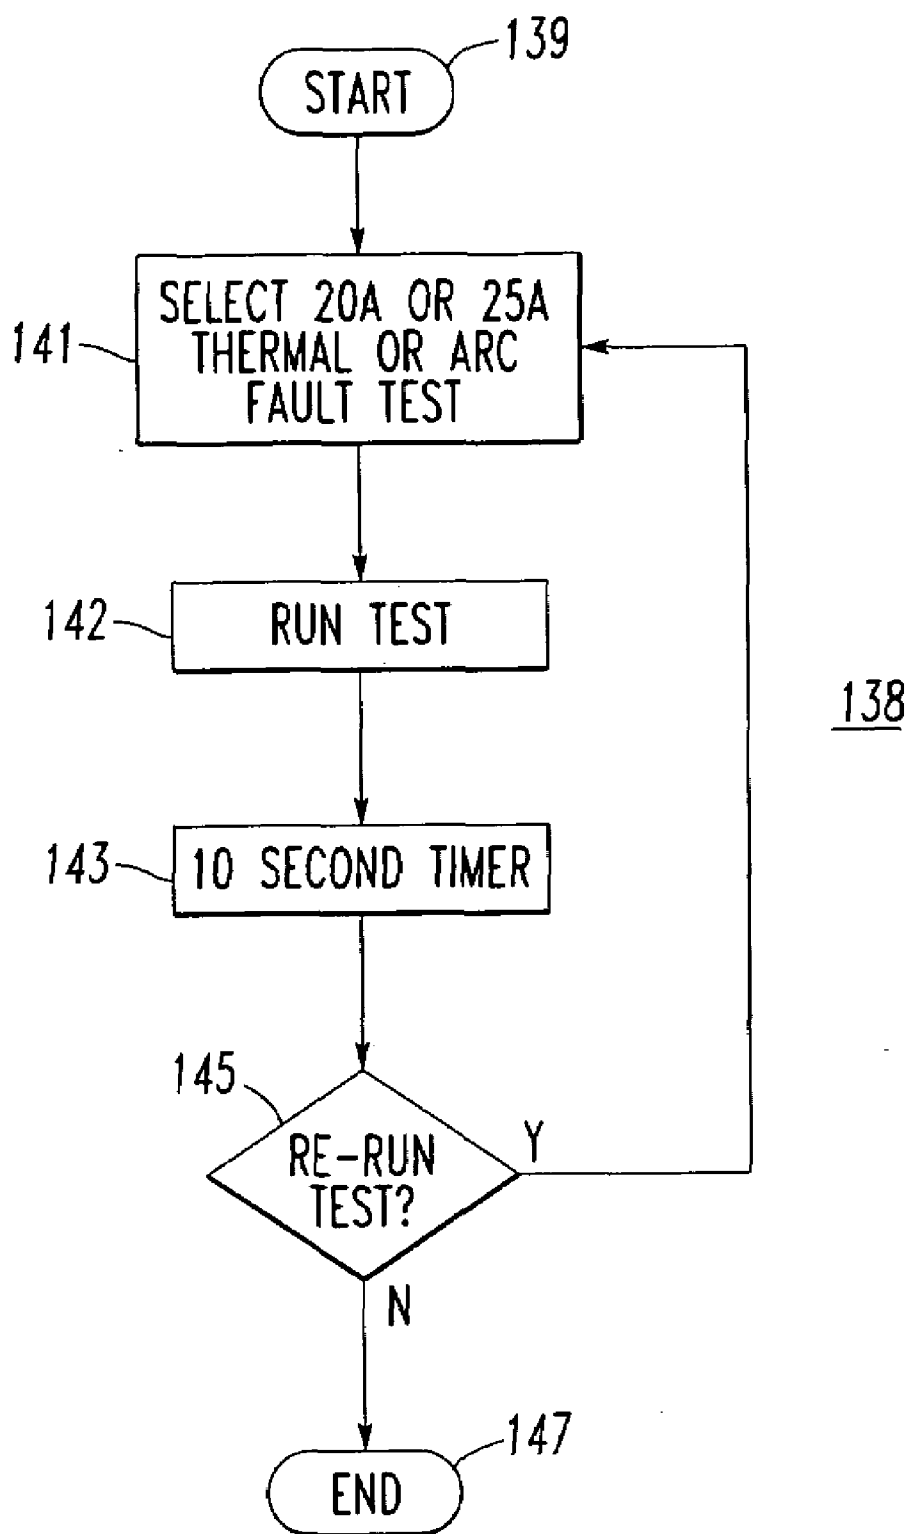 139
START
SELECT 20A OR 25A
THERMAL OR ARC
FAULT TEST
141
RUN TEST
142
138
10 SECOND TIMER
143
145
RE-RUN
TEST?
Y
N
147
END